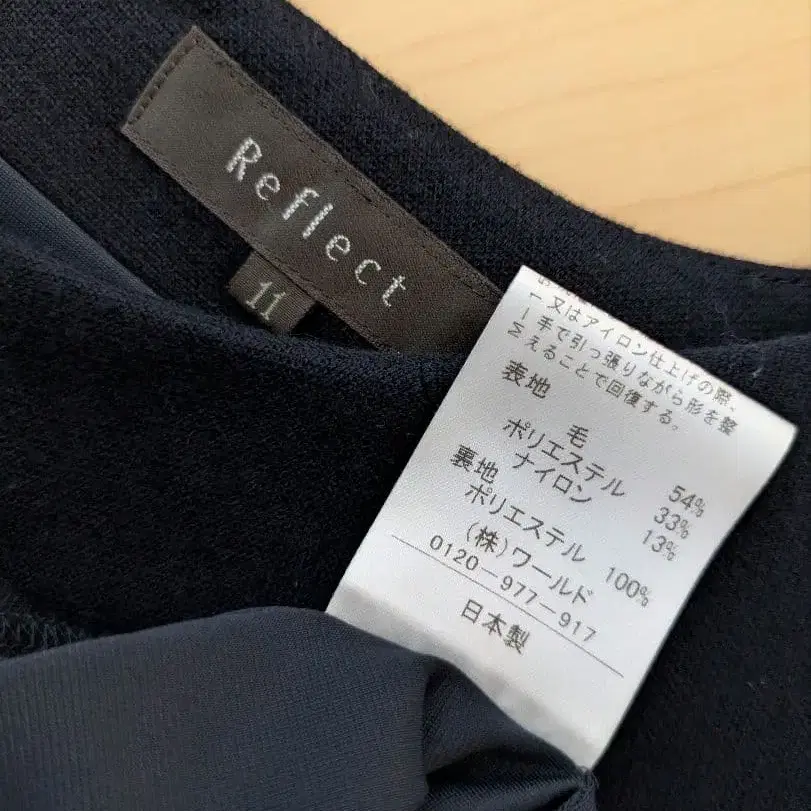 Reflect
11
又はアイロン仕上げの際、
手で引っ張りながら形を整
えることで回復する。
表地
毛 54%
ポリエステル 33%
ナイロン 13%
裏地
ポリエステル 100%
(株)ワールド
0120-977-917
日本製